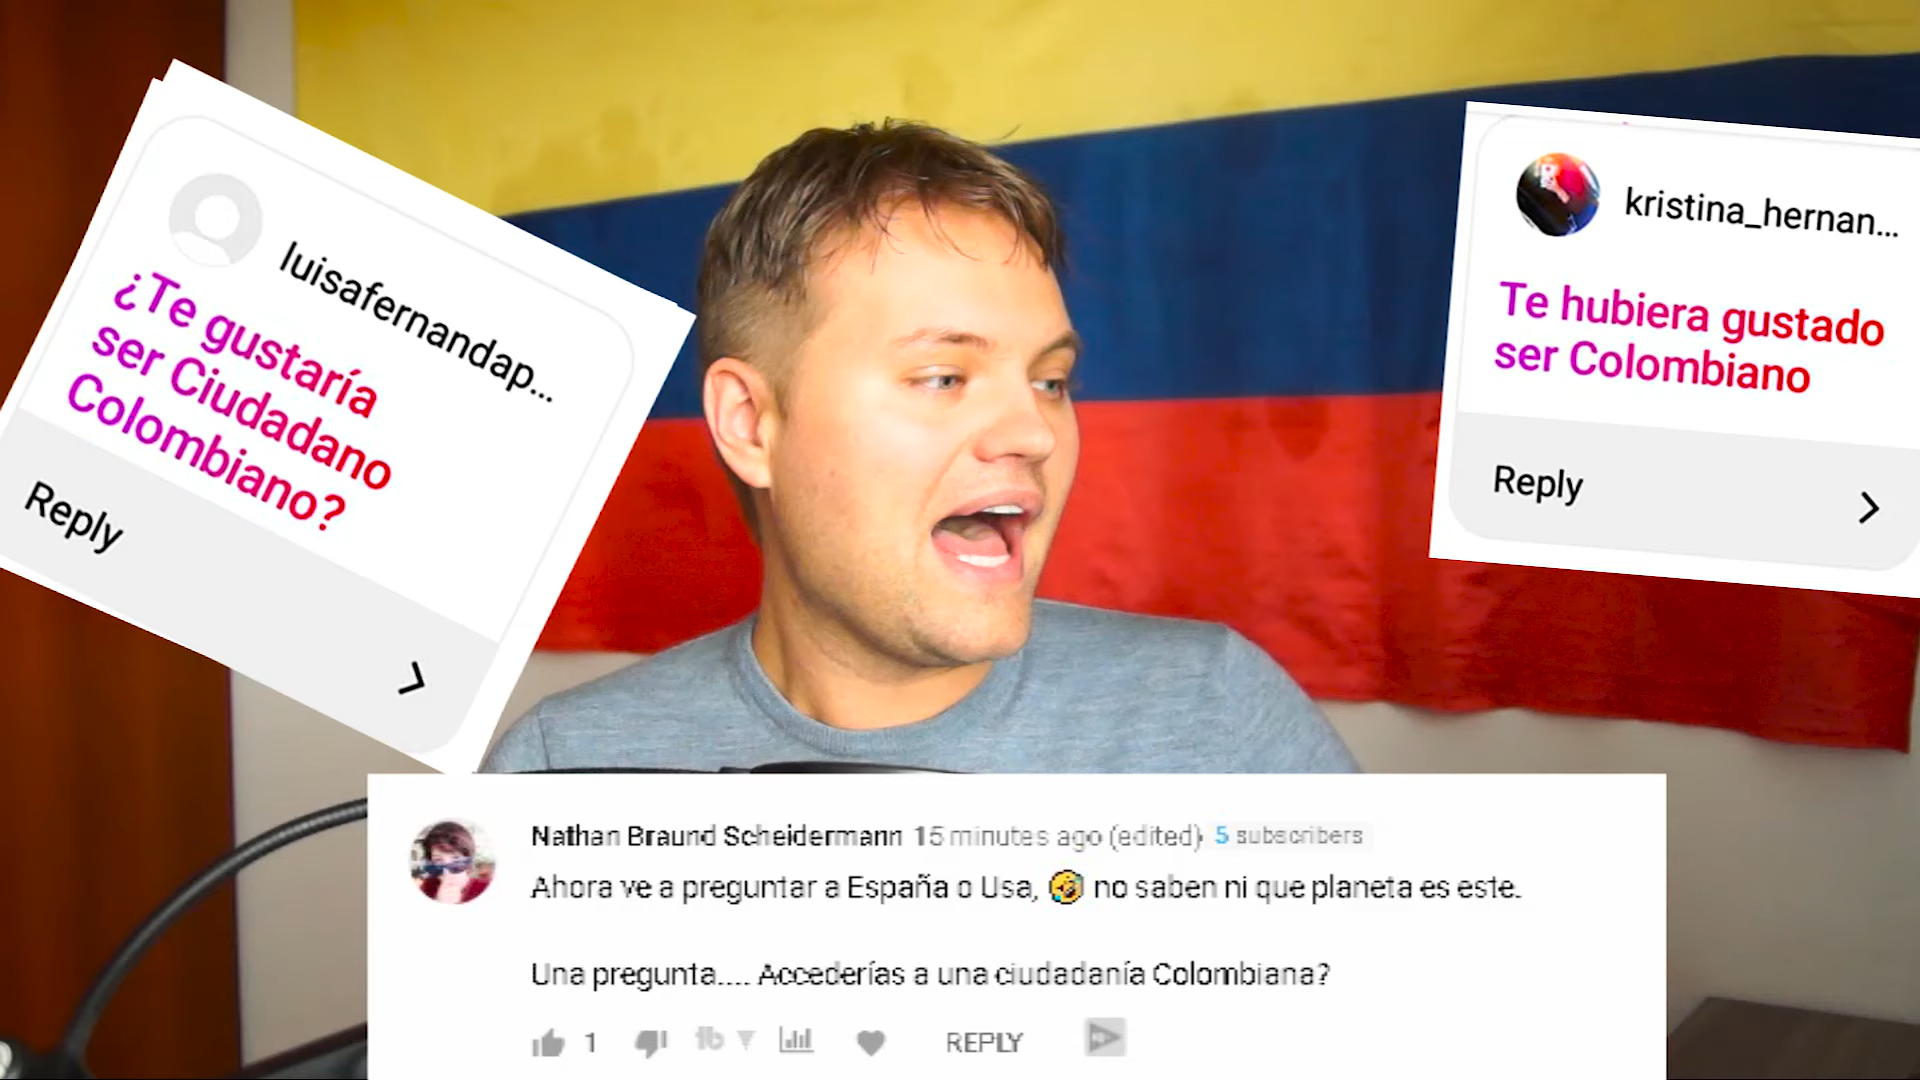 luisafernandap...
¿Te gustaría
ser Ciudadano
Colombiano?
Reply
kristina_hernan...
Te hubiera gustado
ser Colombiano
Reply
Nathan Braund Scheidermann 15 minutes ago (edited) 5 subscribers
Ahora ve a preguntar a España o Usa, 🤣 no saben ni que planeta es este.
Una pregunta.... Accederías a una ciudadanía Colombiana?
1 REPLY